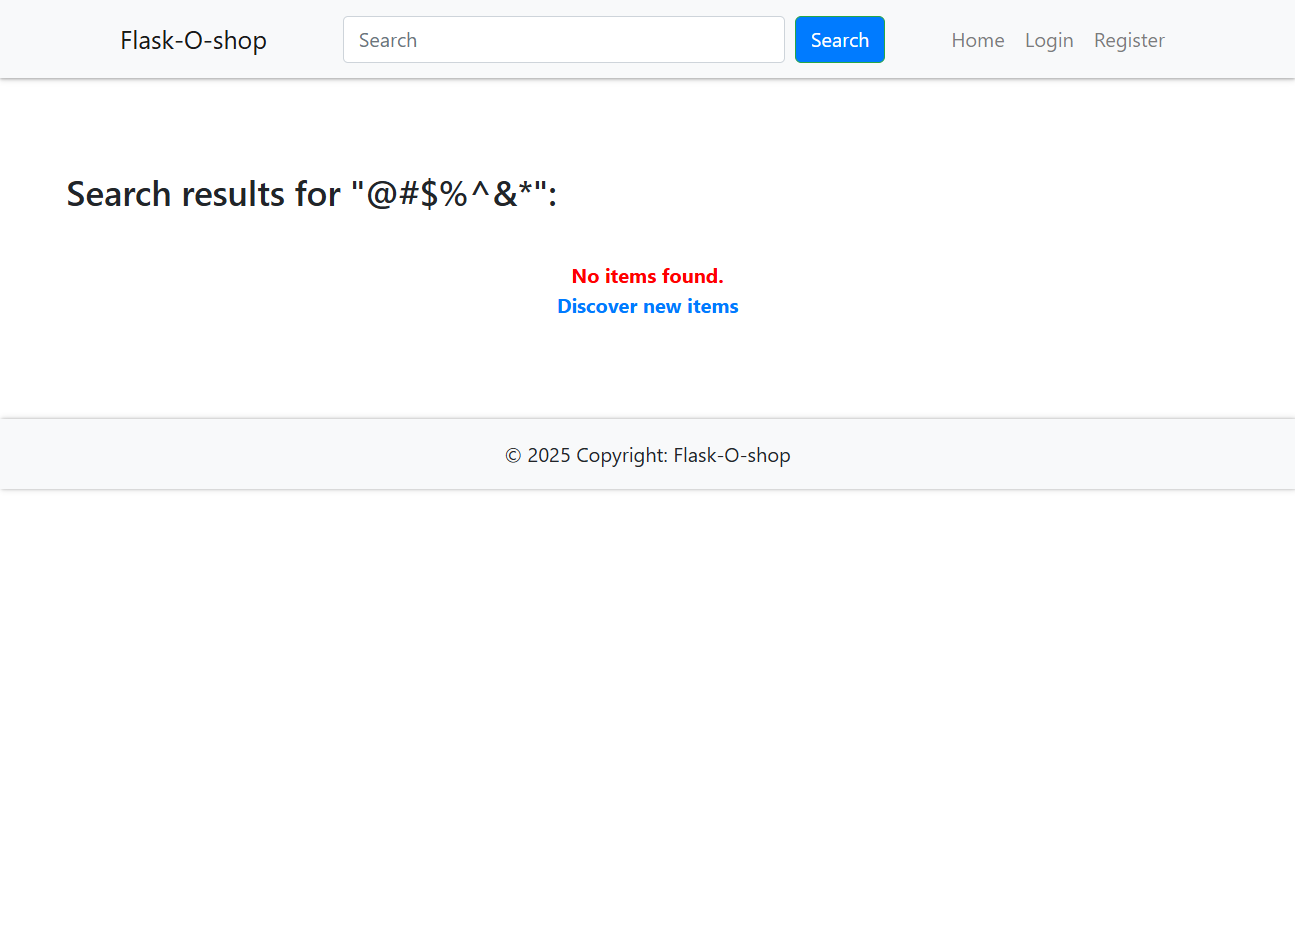 Flask-O-shop Search Search Home Login Register
Search results for "@#$%^&*":
No items found.
Discover new items
© 2025 Copyright: Flask-O-shop